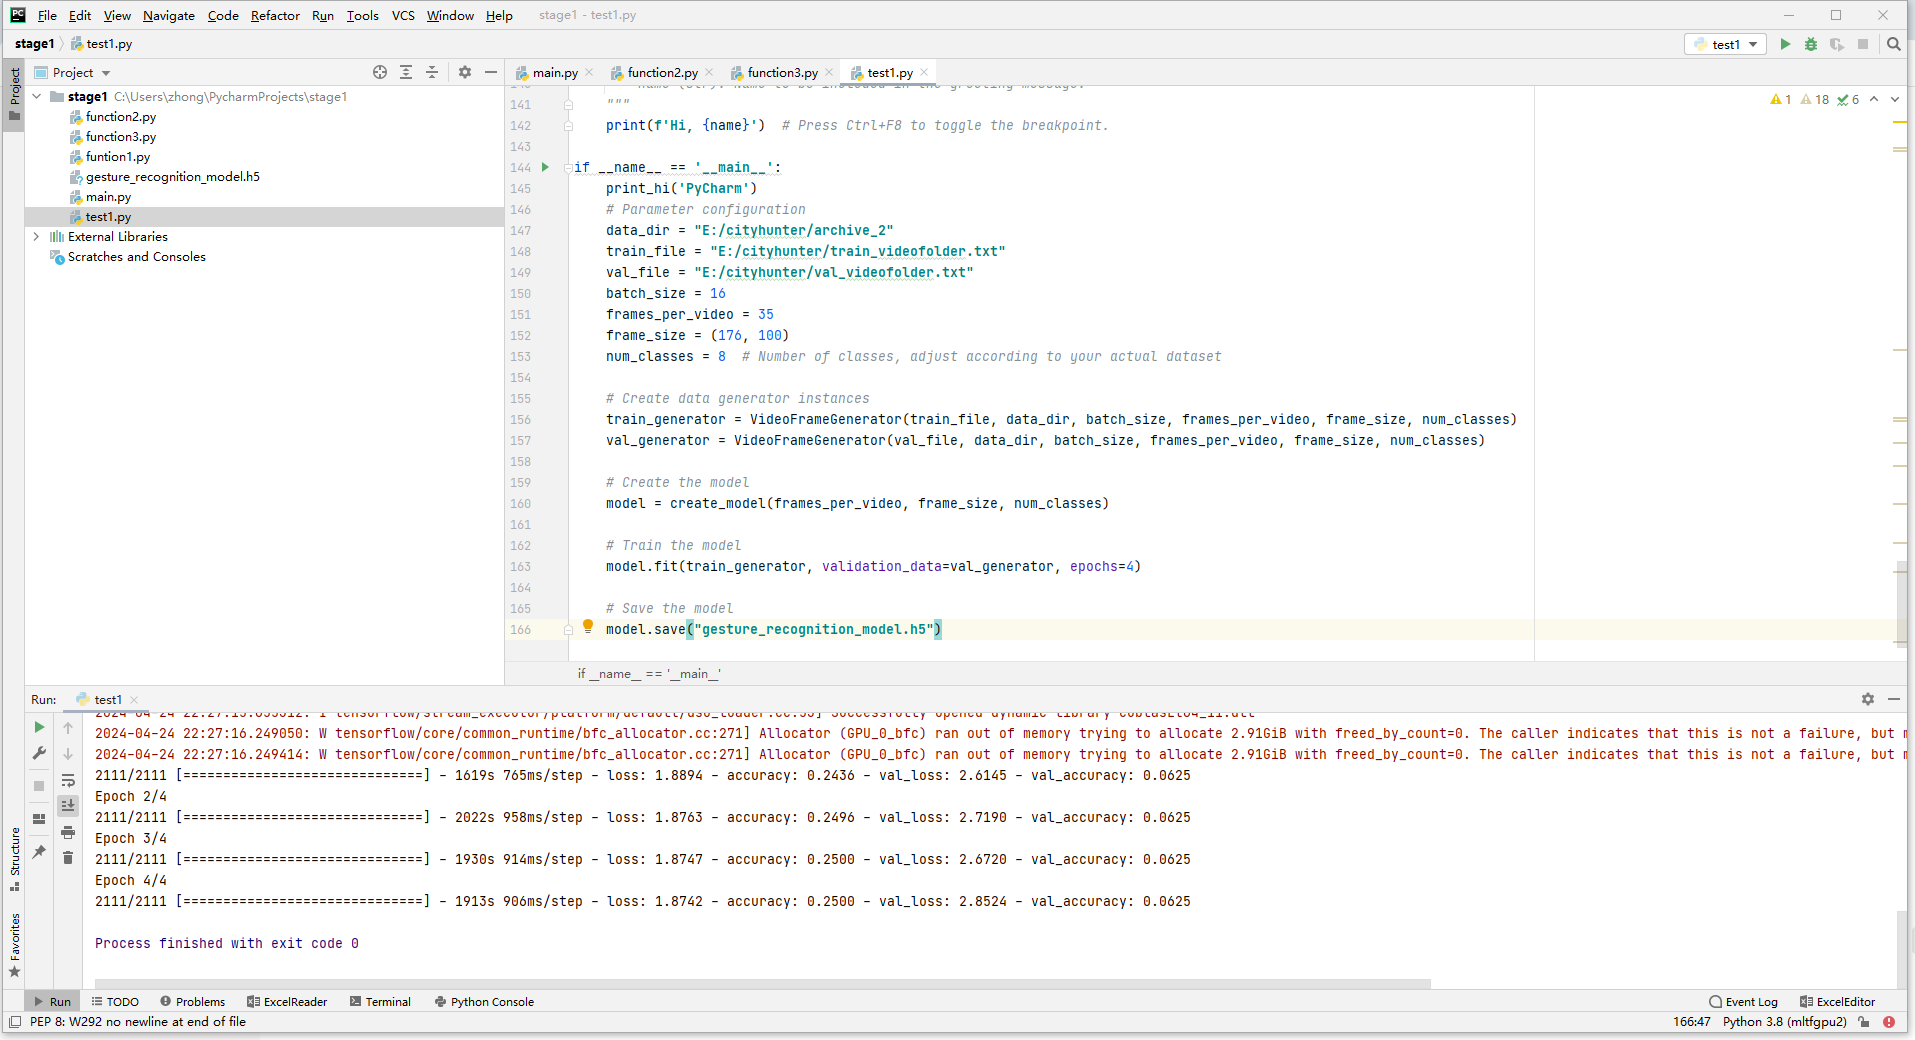 File Edit View Navigate Code Refactor Run Tools VCS Window Help stage1 - test1.py
stage1 test1.py test1
Project
main.py function2.py function3.py test1.py
stage1 C:\Users\zhong\PycharmProjects\stage1
function2.py
function3.py
funtion1.py
gesture_recognition_model.h5
main.py
test1.py
External Libraries
Scratches and Consoles
1 18 6
141 """
142 print(f'Hi, {name}') # Press Ctrl+F8 to toggle the breakpoint.
143
144 if __name__ == '__main__':
145 print_hi('PyCharm')
146 # Parameter configuration
147 data_dir = "E:/cityhunter/archive_2"
148 train_file = "E:/cityhunter/train_videofolder.txt"
149 val_file = "E:/cityhunter/val_videofolder.txt"
150 batch_size = 16
151 frames_per_video = 35
152 frame_size = (176, 100)
153 num_classes = 8 # Number of classes, adjust according to your actual dataset
154
155 # Create data generator instances
156 train_generator = VideoFrameGenerator(train_file, data_dir, batch_size, frames_per_video, frame_size, num_classes)
157 val_generator = VideoFrameGenerator(val_file, data_dir, batch_size, frames_per_video, frame_size, num_classes)
158
159 # Create the model
160 model = create_model(frames_per_video, frame_size, num_classes)
161
162 # Train the model
163 model.fit(train_generator, validation_data=val_generator, epochs=4)
164
165 # Save the model
166 model.save("gesture_recognition_model.h5")
if __name__ == '__main__'
Run: test1
2024-04-24 22:27:16.249050: W tensorflow/core/common_runtime/bfc_allocator.cc:271] Allocator (GPU_0_bfc) ran out of memory trying to allocate 2.91GiB with freed_by_count=0. The caller indicates that this is not a failure, but
2024-04-24 22:27:16.249414: W tensorflow/core/common_runtime/bfc_allocator.cc:271] Allocator (GPU_0_bfc) ran out of memory trying to allocate 2.91GiB with freed_by_count=0. The caller indicates that this is not a failure, but
2111/2111 [==============================] - 1619s 765ms/step - loss: 1.8894 - accuracy: 0.2436 - val_loss: 2.6145 - val_accuracy: 0.0625
Epoch 2/4
2111/2111 [==============================] - 2022s 958ms/step - loss: 1.8763 - accuracy: 0.2496 - val_loss: 2.7190 - val_accuracy: 0.0625
Epoch 3/4
2111/2111 [==============================] - 1930s 914ms/step - loss: 1.8747 - accuracy: 0.2500 - val_loss: 2.6720 - val_accuracy: 0.0625
Epoch 4/4
2111/2111 [==============================] - 1913s 906ms/step - loss: 1.8742 - accuracy: 0.2500 - val_loss: 2.8524 - val_accuracy: 0.0625
Process finished with exit code 0
Project
Structure
Favorites
Run TODO Problems ExcelReader Terminal Python Console Event Log ExcelEditor
PEP 8: W292 no newline at end of file 166:47 Python 3.8 (mltfgpu2)